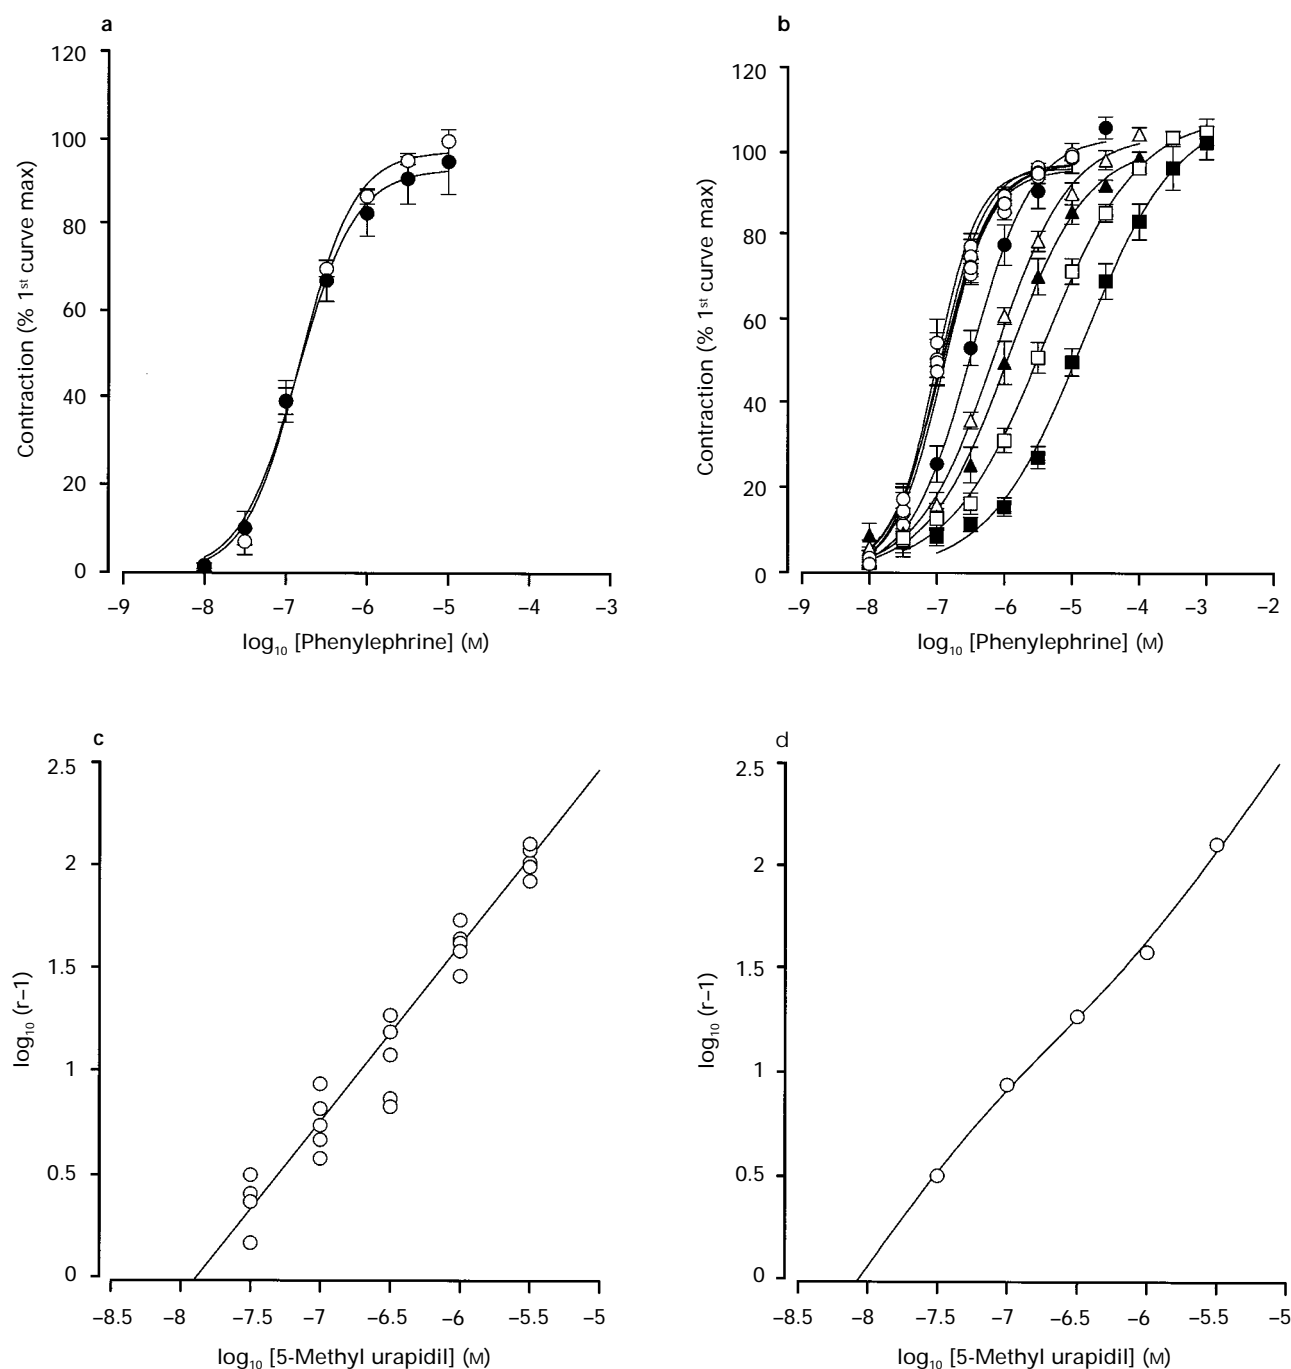 a
120
100
80
60
40
20
0
Contraction (% 1st curve max)
−9 −8 −7 −6 −5 −4 −3
log10 [Phenylephrine] (M)
b
120
100
80
60
40
20
0
Contraction (% 1st curve max)
−9 −8 −7 −6 −5 −4 −3 −2
log10 [Phenylephrine] (M)
c
2.5
2
1.5
1
0.5
0
log10 (r−1)
−8.5 −8 −7.5 −7 −6.5 −6 −5.5 −5
log10 [5-Methyl urapidil] (M)
d
2.5
2
1.5
1
0.5
0
log10 (r−1)
−8.5 −8 −7.5 −7 −6.5 −6 −5.5 −5
log10 [5-Methyl urapidil] (M)